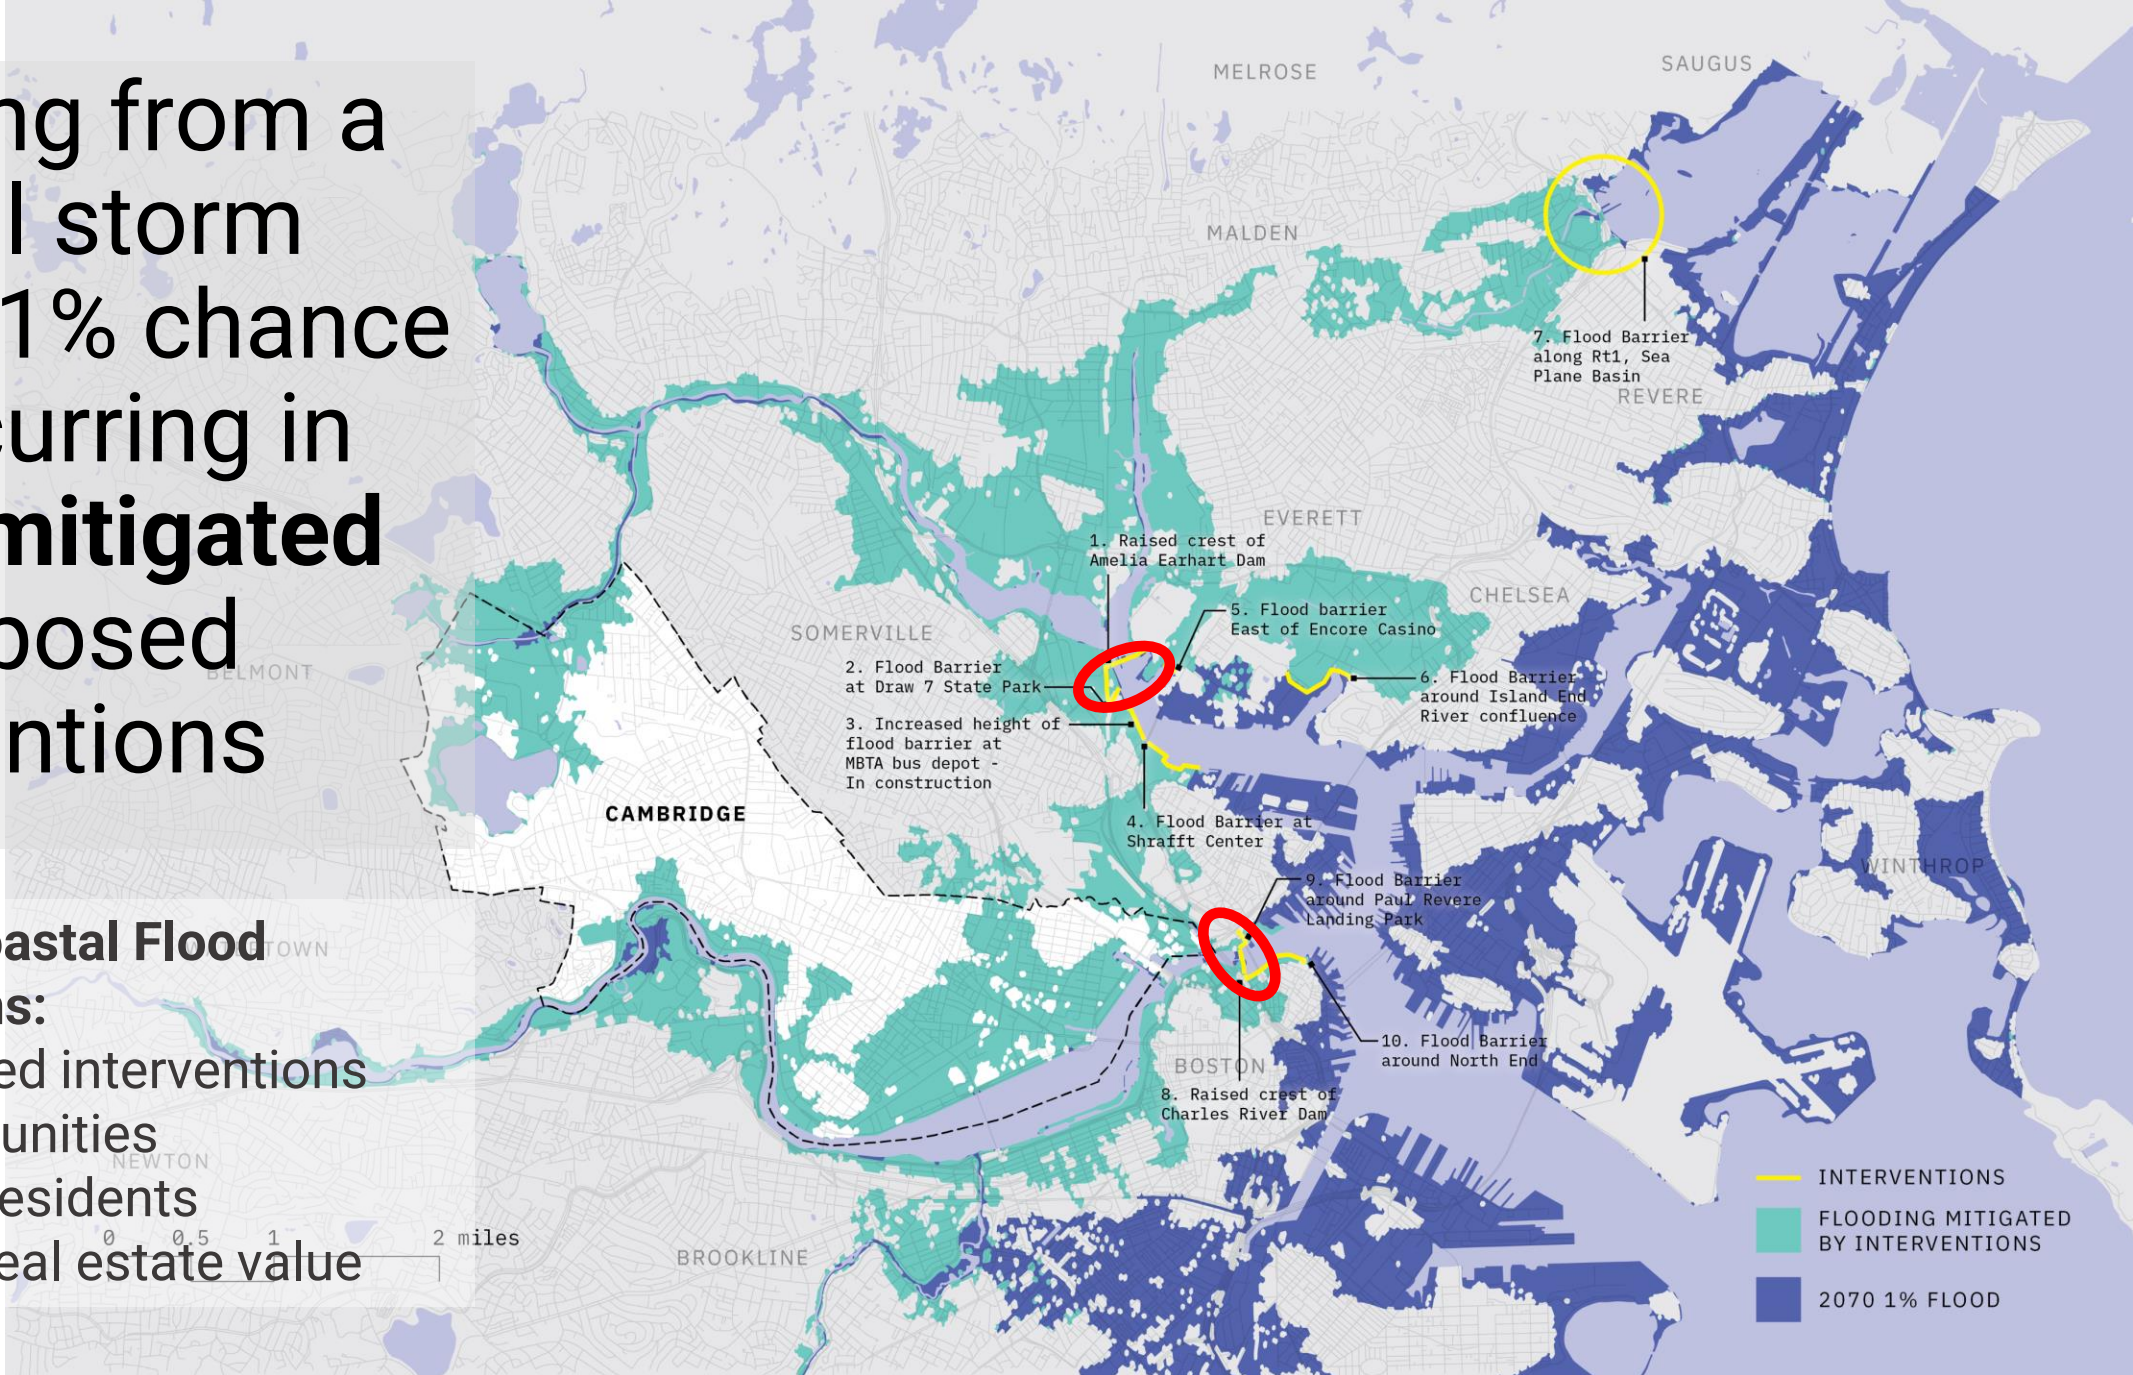 ng from a
l storm
1% chance
curring in
mitigated
posed
ntions
oastal Flood
ns:
ed interventions
unities
esidents
eal estate value
MELROSE
SAUGUS
MALDEN
7. Flood Barrier
along Rt1, Sea
Plane Basin
REVERE
EVERETT
1. Raised crest of
Amelia Earhart Dam
CHELSEA
5. Flood barrier
East of Encore Casino
SOMERVILLE
2. Flood Barrier
at Draw 7 State Park
6. Flood Barrier
around Island End
River confluence
3. Increased height of
flood barrier at
MBTA bus depot -
In construction
BELMONT
CAMBRIDGE
4. Flood Barrier at
Shrafft Center
WINTHROP
9. Flood Barrier
around Paul Revere
Landing Park
TOWN
10. Flood Barrier
around North End
BOSTON
8. Raised crest of
Charles River Dam
NEWTON
0 0.5 1 2 miles
BROOKLINE
INTERVENTIONS
FLOODING MITIGATED
BY INTERVENTIONS
2070 1% FLOOD